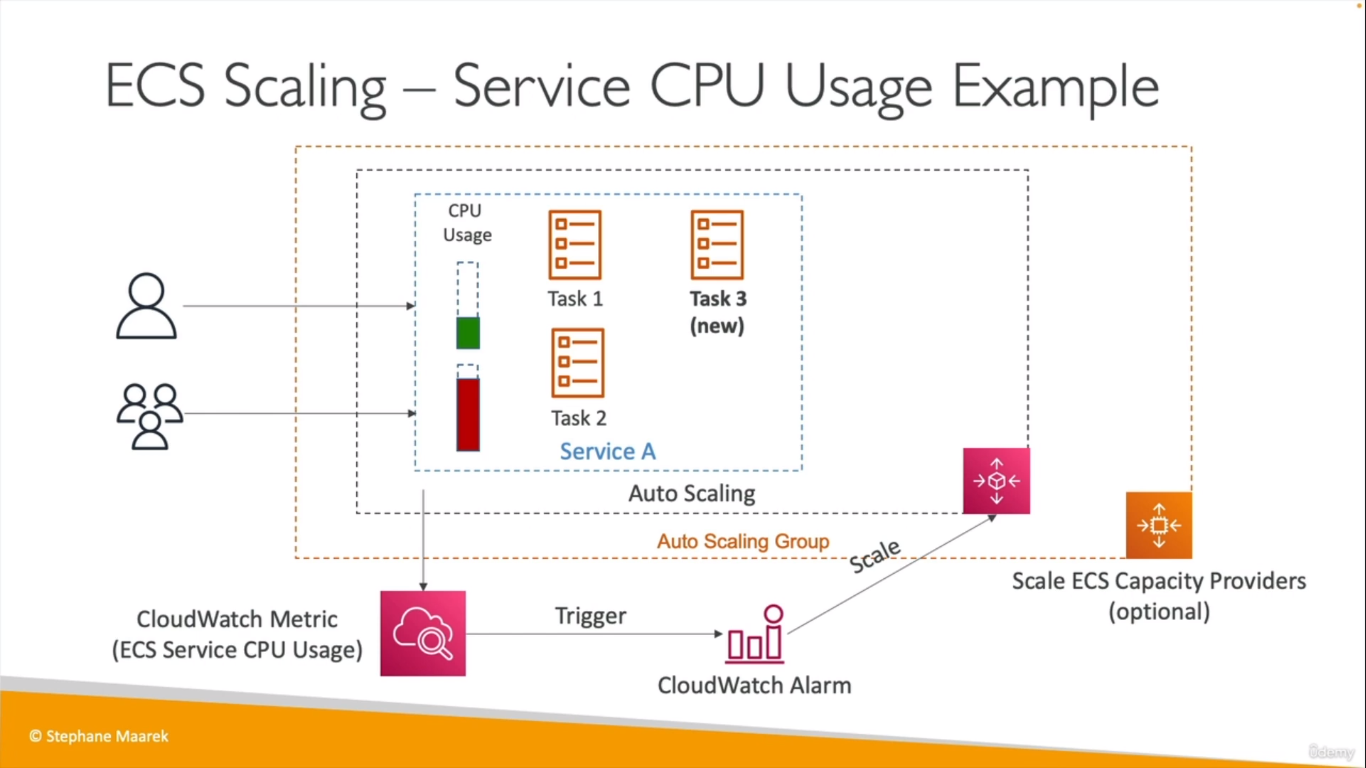 ECS Scaling – Service CPU Usage Example
CPU
Usage
Task 1
Task 3
(new)
Task 2
Service A
Auto Scaling
Auto Scaling Group
Scale
Scale ECS Capacity Providers
(optional)
CloudWatch Metric
(ECS Service CPU Usage)
Trigger
CloudWatch Alarm
© Stephane Maarek
ûdemy